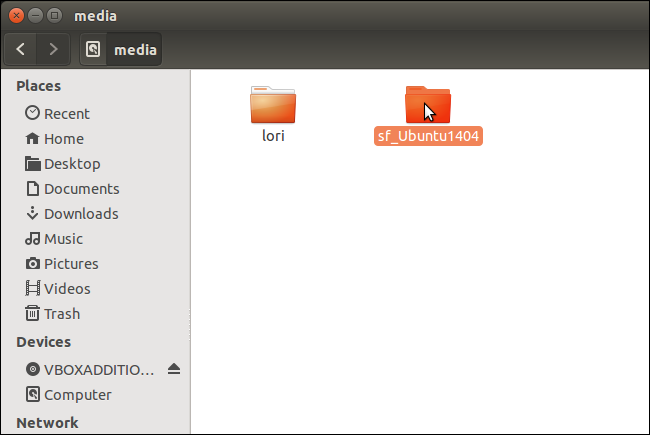 media
media
Places
Recent
Home
Desktop
Documents
Downloads
Music
Pictures
Videos
Trash
Devices
VBOXADDITIO...
Computer
Network
lori
sf_Ubuntu1404